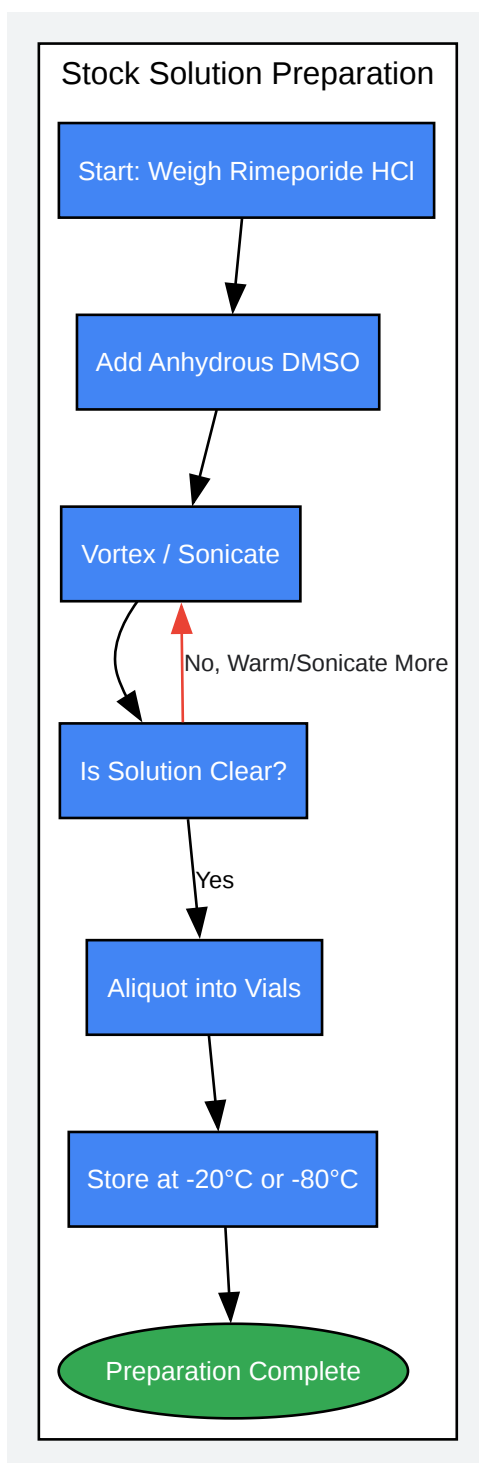 Stock Solution Preparation
Start: Weigh Rimeporide HCl
Add Anhydrous DMSO
Vortex / Sonicate
No, Warm/Sonicate More
Is Solution Clear?
Yes
Aliquot into Vials
Store at -20°C or -80°C
Preparation Complete